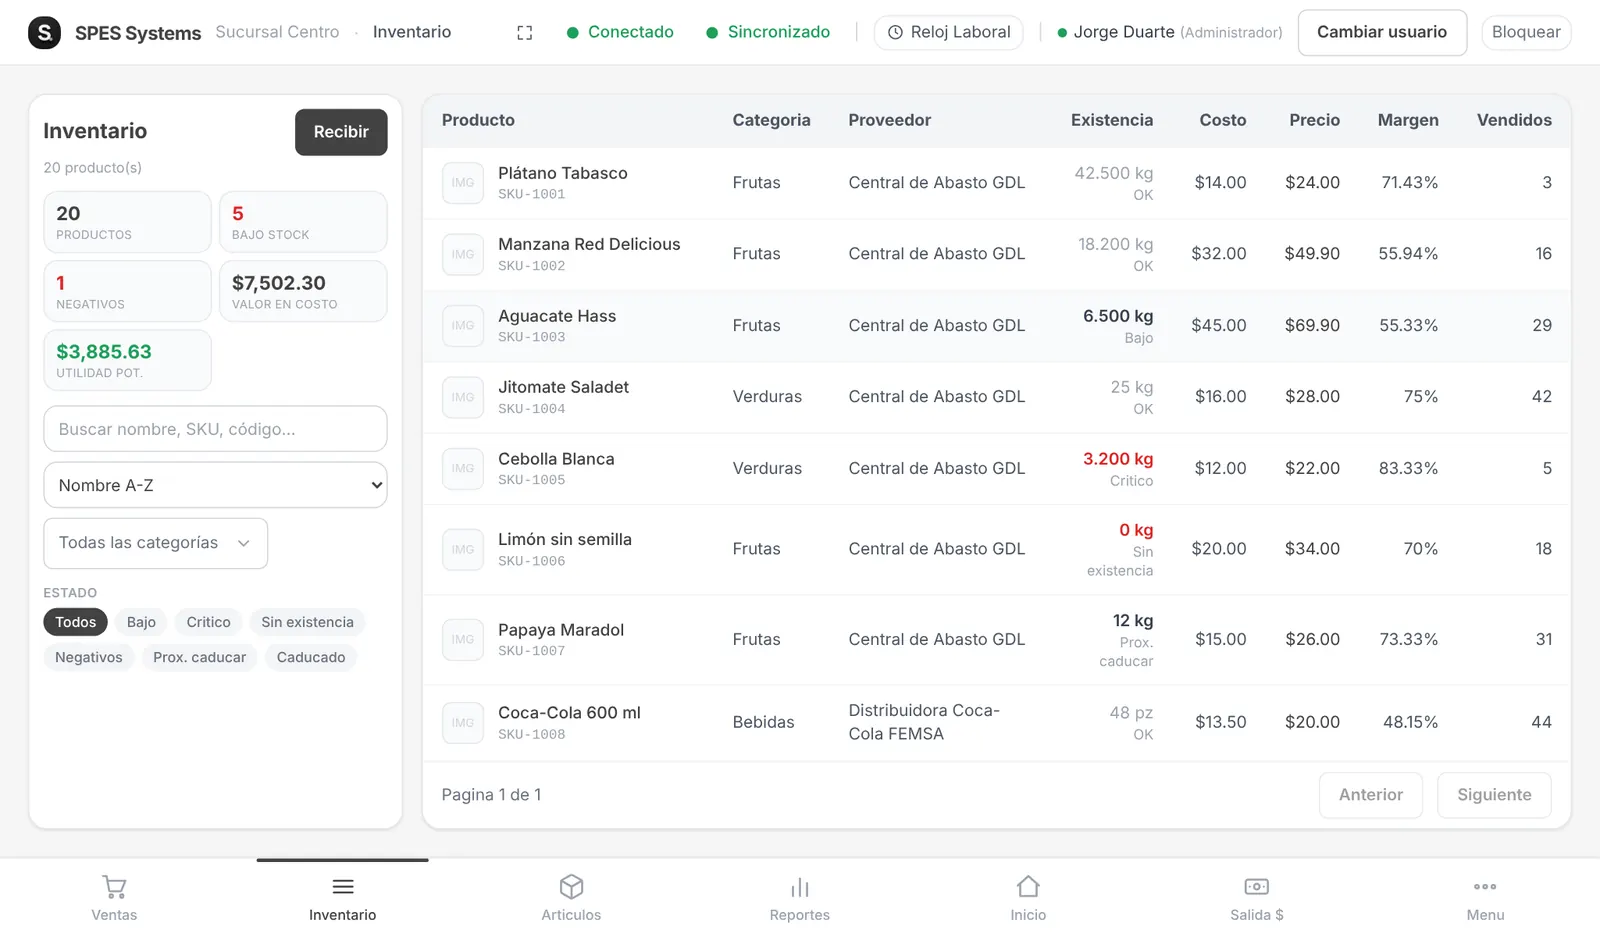 S. SPES Systems Sucursal Centro · Inventario Conectado Sincronizado Reloj Laboral Jorge Duarte (Administrador) Cambiar usuario Bloquear
Inventario Recibir
20 producto(s)
20
PRODUCTOS
5
BAJO STOCK
1
NEGATIVOS
$7,502.30
VALOR EN COSTO
$3,885.63
UTILIDAD POT.
Buscar nombre, SKU, código...
Nombre A-Z
Todas las categorías
ESTADO
Todos Bajo Critico Sin existencia
Negativos Prox. caducar Caducado
Producto Categoria Proveedor Existencia Costo Precio Margen Vendidos
IMG Plátano Tabasco
SKU-1001
Frutas Central de Abasto GDL 42.500 kg
OK
$14.00 $24.00 71.43% 3
IMG Manzana Red Delicious
SKU-1002
Frutas Central de Abasto GDL 18.200 kg
OK
$32.00 $49.90 55.94% 16
IMG Aguacate Hass
SKU-1003
Frutas Central de Abasto GDL 6.500 kg
Bajo
$45.00 $69.90 55.33% 29
IMG Jitomate Saladet
SKU-1004
Verduras Central de Abasto GDL 25 kg
OK
$16.00 $28.00 75% 42
IMG Cebolla Blanca
SKU-1005
Verduras Central de Abasto GDL 3.200 kg
Critico
$12.00 $22.00 83.33% 5
IMG Limón sin semilla
SKU-1006
Frutas Central de Abasto GDL 0 kg
Sin
existencia
$20.00 $34.00 70% 18
IMG Papaya Maradol
SKU-1007
Frutas Central de Abasto GDL 12 kg
Prox.
caducar
$15.00 $26.00 73.33% 31
IMG Coca-Cola 600 ml
SKU-1008
Bebidas Distribuidora Coca-
Cola FEMSA
48 pz
OK
$13.50 $20.00 48.15% 44
Pagina 1 de 1 Anterior Siguiente
Ventas Inventario Articulos Reportes Inicio Salida $ Menu